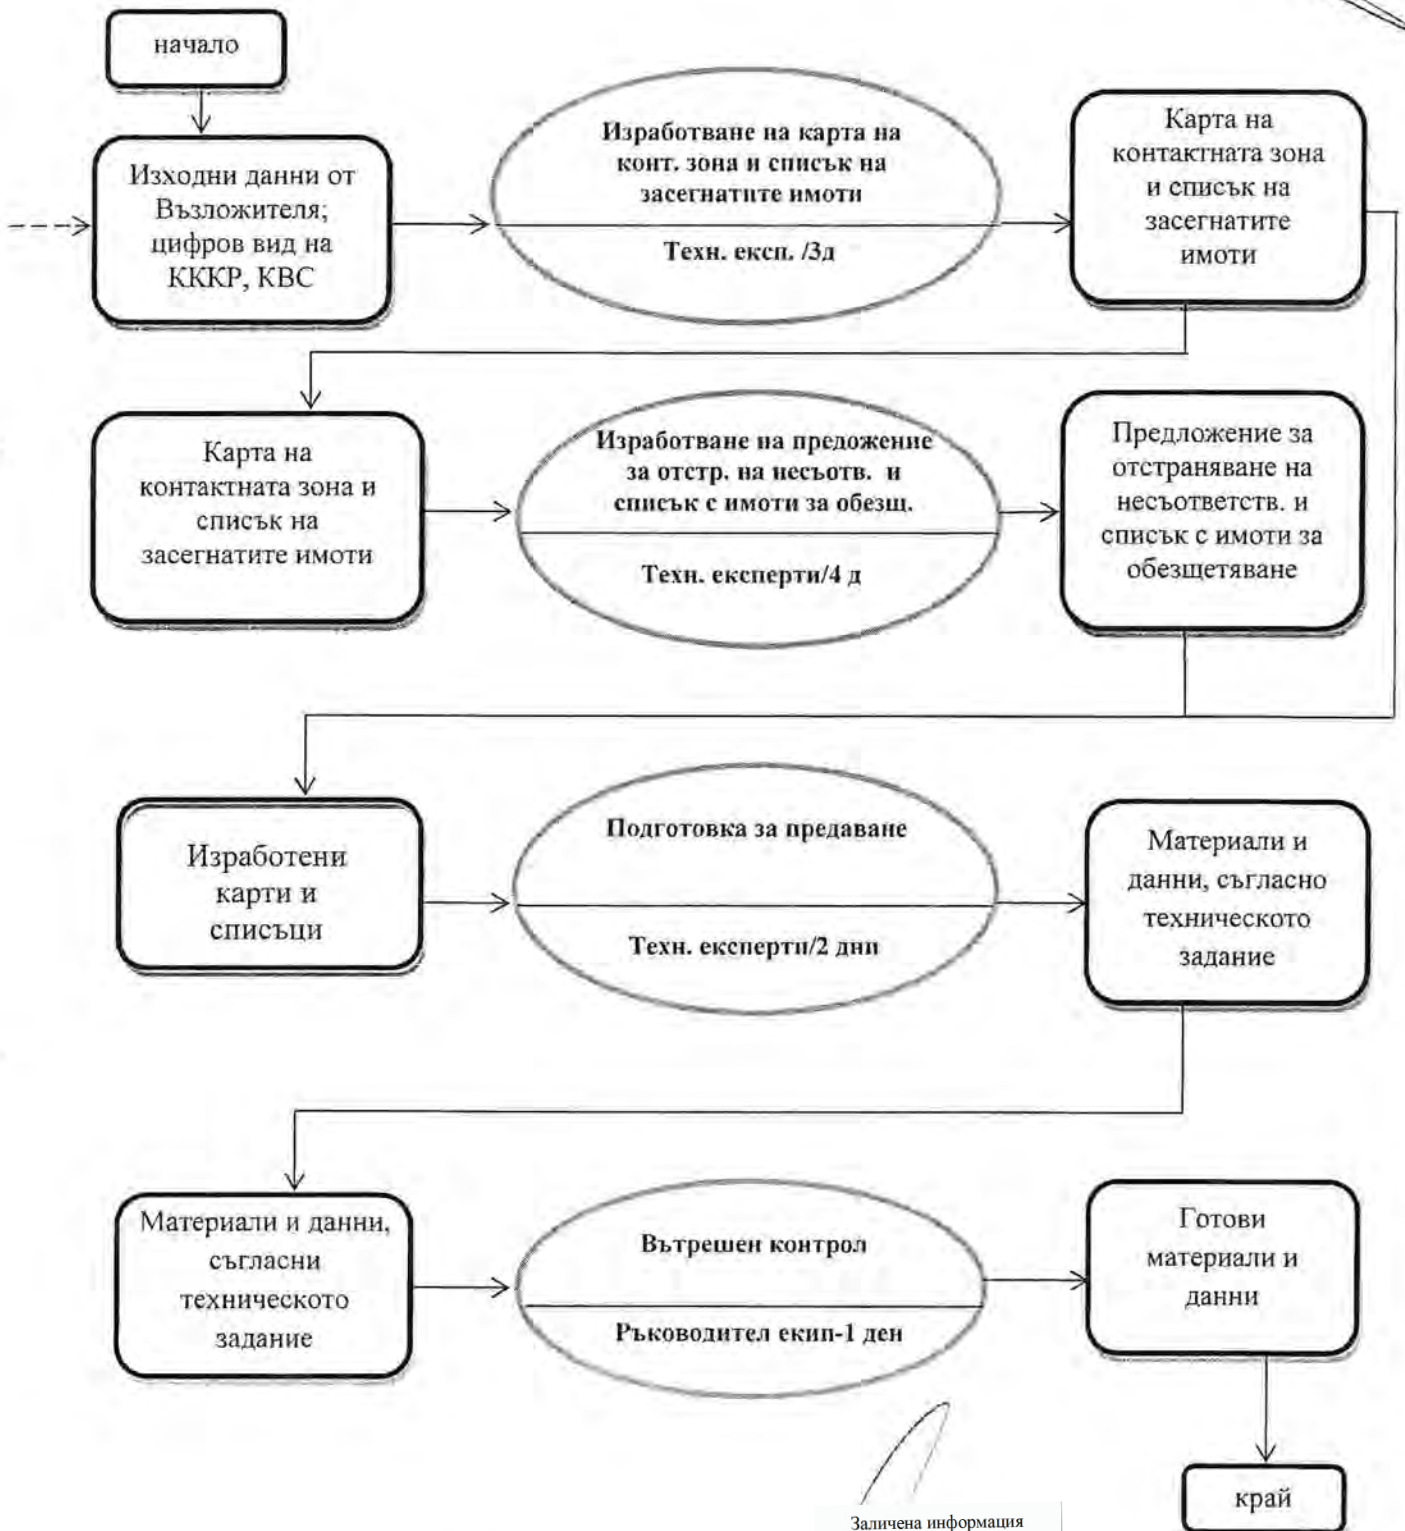 начало
Изходни данни от
Възложителя;
цифров вид на
КККР, КВС
Изработване на карта на
конт. зона и списък на
засегнатите имоти
Техн. експ. /3д
Карта на
контактната зона
и списък на
засегнатите
имоти
Карта на
контактната зона и
списък на
засегнатите имоти
Изработване на предожение
за отстр. на несъотв. и
списък с имоти за обезщ.
Техн. експерти/4 д
Предложение за
отстраняване на
несъответств. и
списък с имоти за
обезщетяване
Изработени
карти и
списъци
Подготовка за предаване
Техн. експерти/2 дни
Материали и
данни, съгласно
техническото
задание
Материали и данни,
съгласни
техническото
задание
Вътрешен контрол
Ръководител екип-1 ден
Готови
материали и
данни
край
Заличена информация